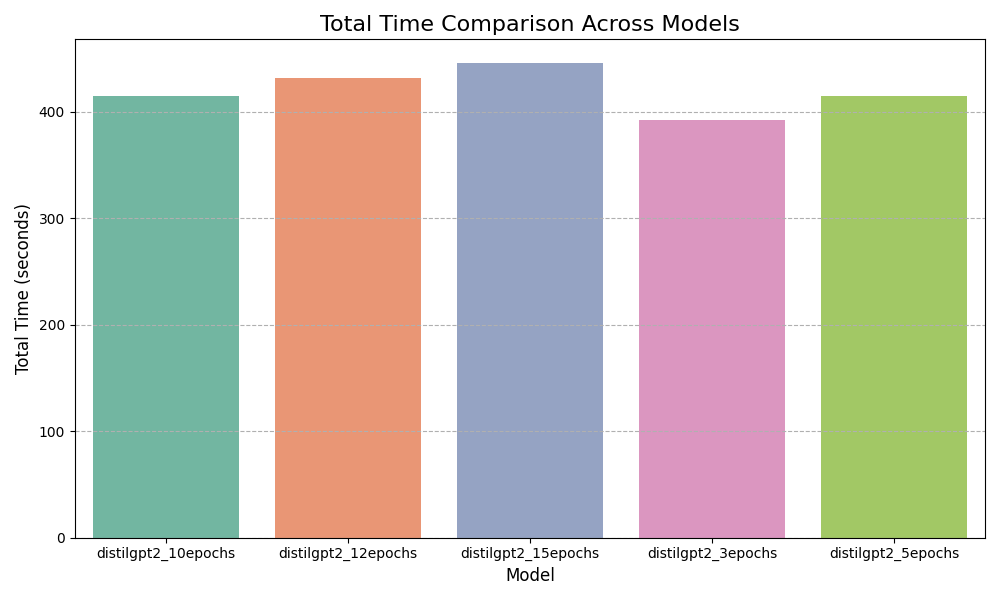 Total Time Comparison Across Models
Total Time (seconds)
400
300
200
100
0
distilgpt2_10epochs
distilgpt2_12epochs
distilgpt2_15epochs
distilgpt2_3epochs
distilgpt2_5epochs
Model